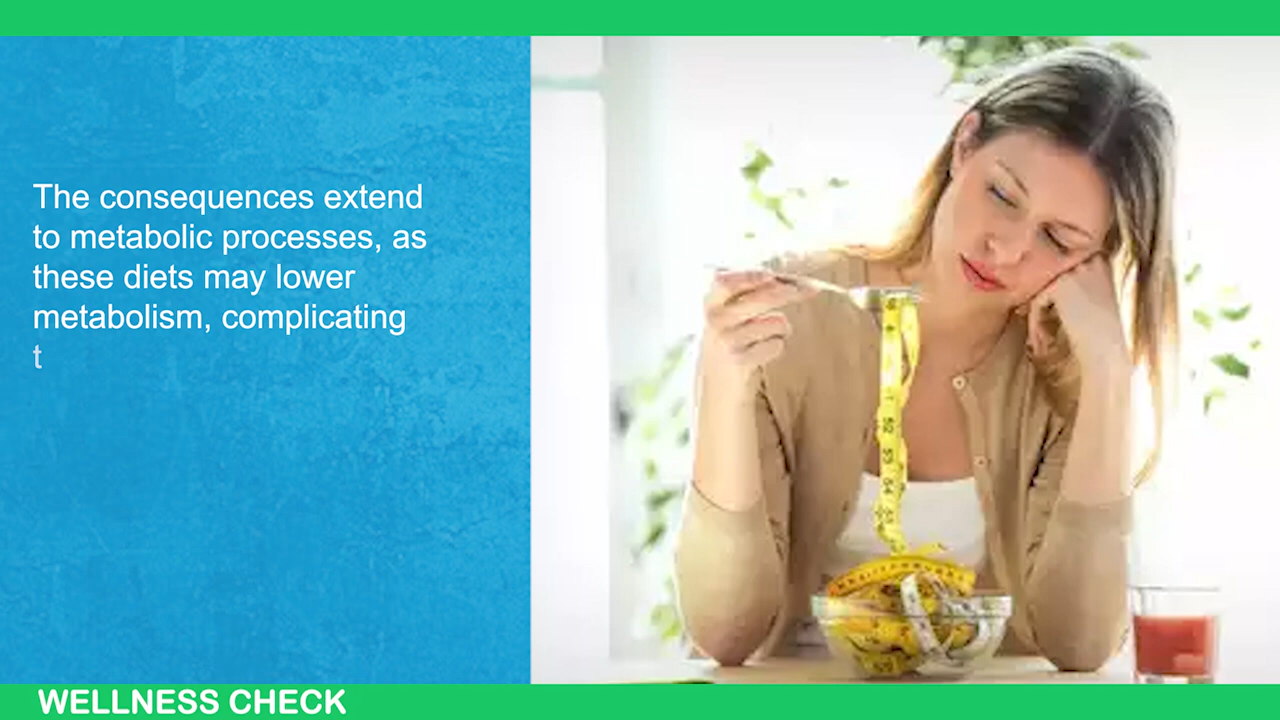 The consequences extend
to metabolic processes, as
these diets may lower
metabolism, complicating
t
WELLNESS CHECK